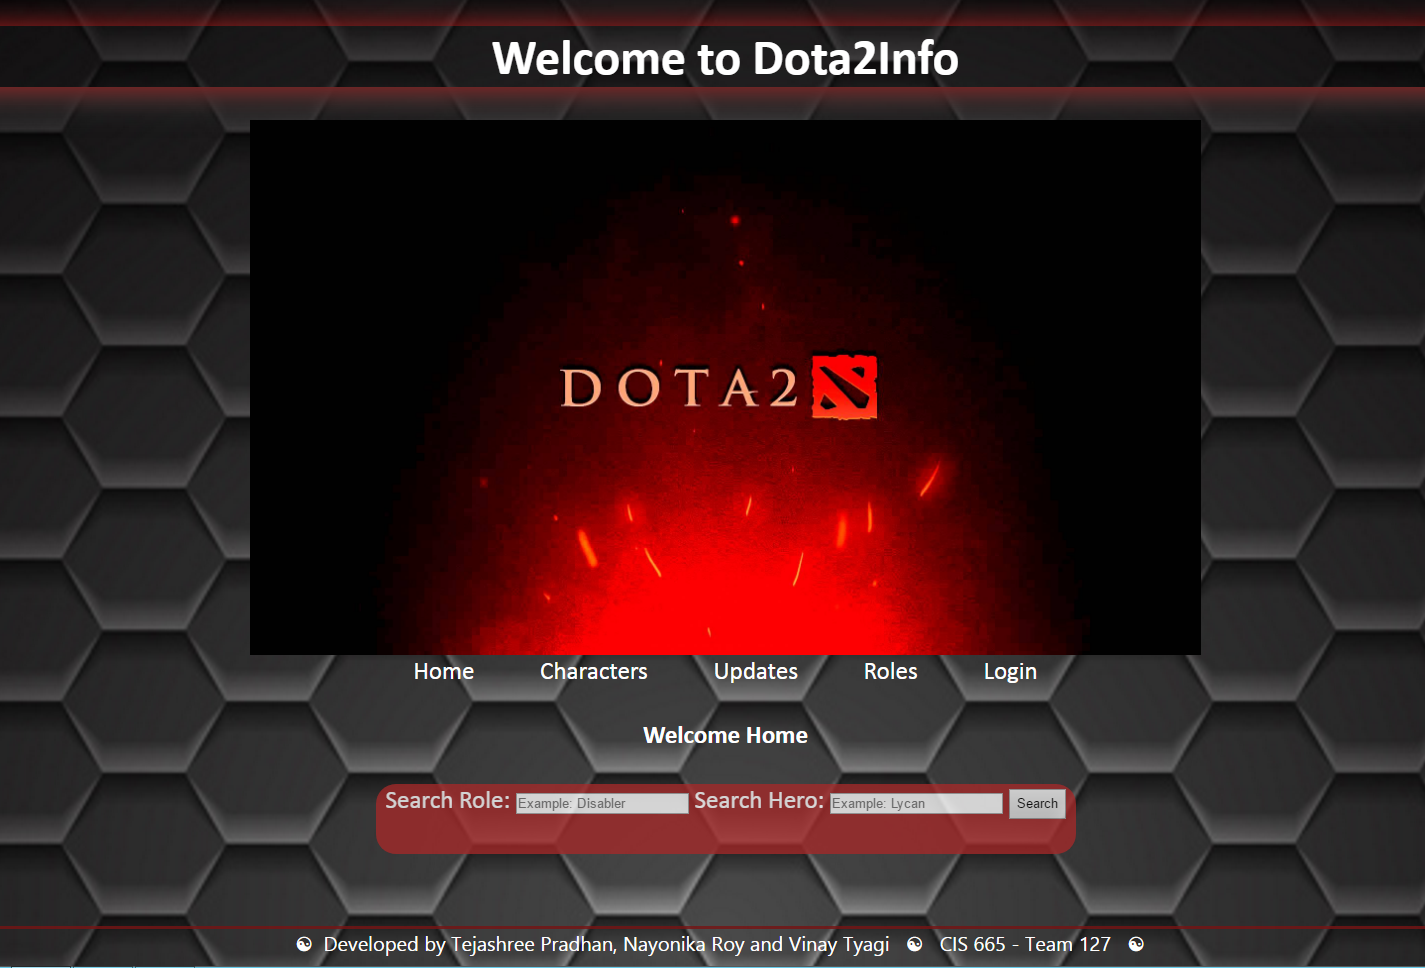 Welcome to Dota2Info
DOTA2
Home Characters Updates Roles Login
Welcome Home
Search Role: Example: Disabler Search Hero: Example: Lycan Search
☯ Developed by Tejashree Pradhan, Nayonika Roy and Vinay Tyagi ☯ CIS 665 - Team 127 ☯